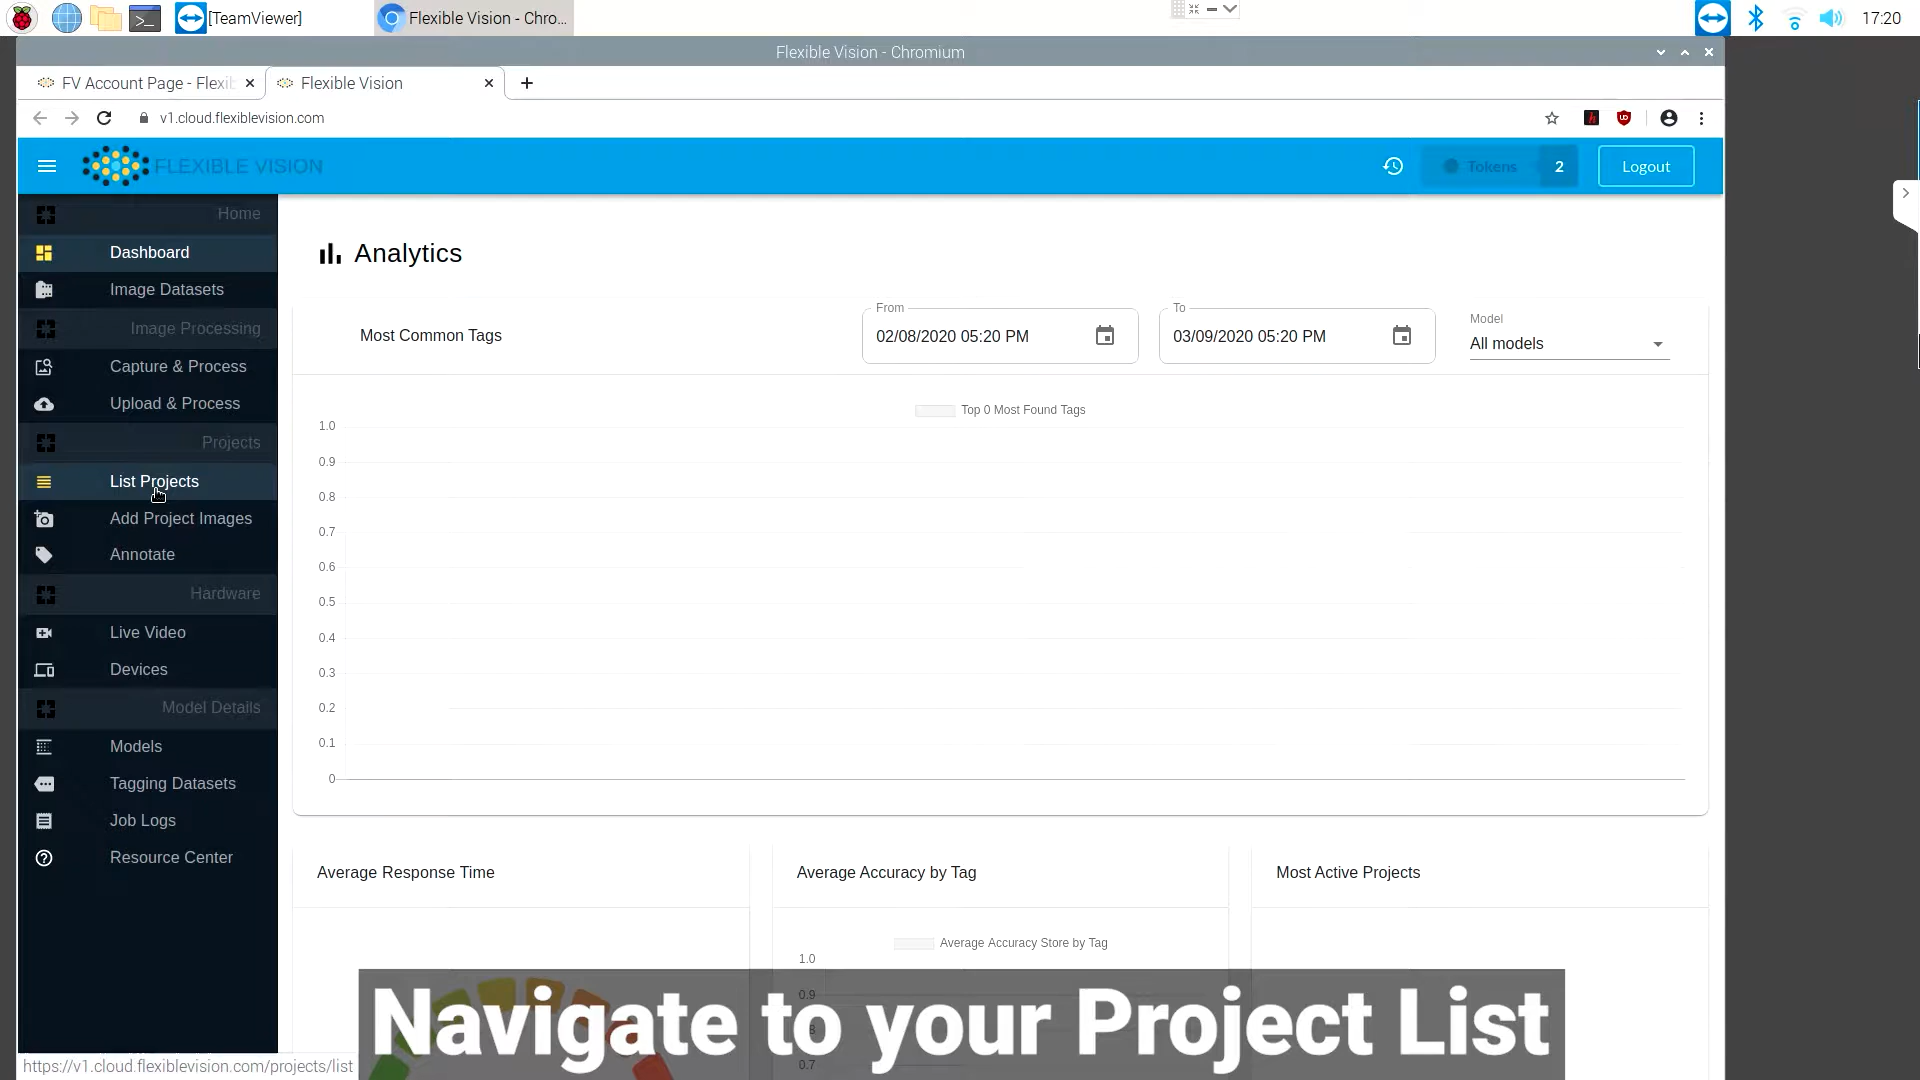 [TeamViewer]
Flexible Vision - Chro...
17:20
Flexible Vision - Chromium
FV Account Page - Flexib
Flexible Vision
v1.cloud.flexiblevision.com
FLEXIBLE VISION
Tokens
2
Logout
Home
Dashboard
Image Datasets
Image Processing
Capture & Process
Upload & Process
Projects
List Projects
Add Project Images
Annotate
Hardware
Live Video
Devices
Model Details
Models
Tagging Datasets
Job Logs
Resource Center
Analytics
Most Common Tags
From
02/08/2020 05:20 PM
To
03/09/2020 05:20 PM
Model
All models
Top 0 Most Found Tags
1.0
0.9
0.8
0.7
0.6
0.5
0.4
0.3
0.2
0.1
0
Average Response Time
Average Accuracy by Tag
Most Active Projects
Average Accuracy Store by Tag
1.0
0.9
0.7
Navigate to your Project List
https://v1.cloud.flexiblevision.com/projects/list